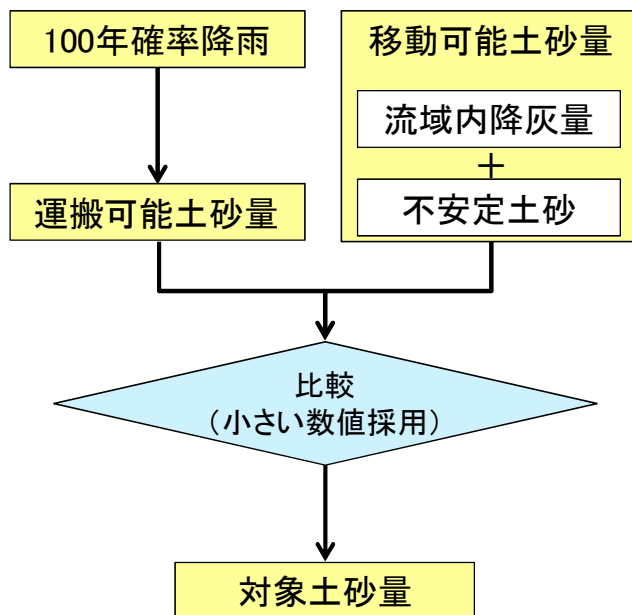 100年確率降雨
移動可能土砂量
流域内降灰量
＋
運搬可能土砂量
不安定土砂
比較
（小さい数値採用）
対象土砂量